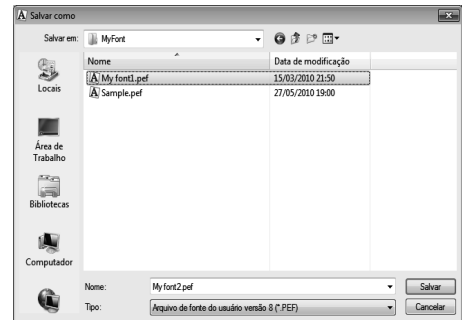 Salvar como
Salvar em: MyFont
Nome Data de modificação
My font1.pef 15/03/2010 21:50
Sample.pef 27/05/2010 19:00
Locais
Área de
Trabalho
Bibliotecas
Computador
Nome: My font2.pef Salvar
Tipo: Arquivo de fonte do usuário versão 8 (*.PEF) Cancelar